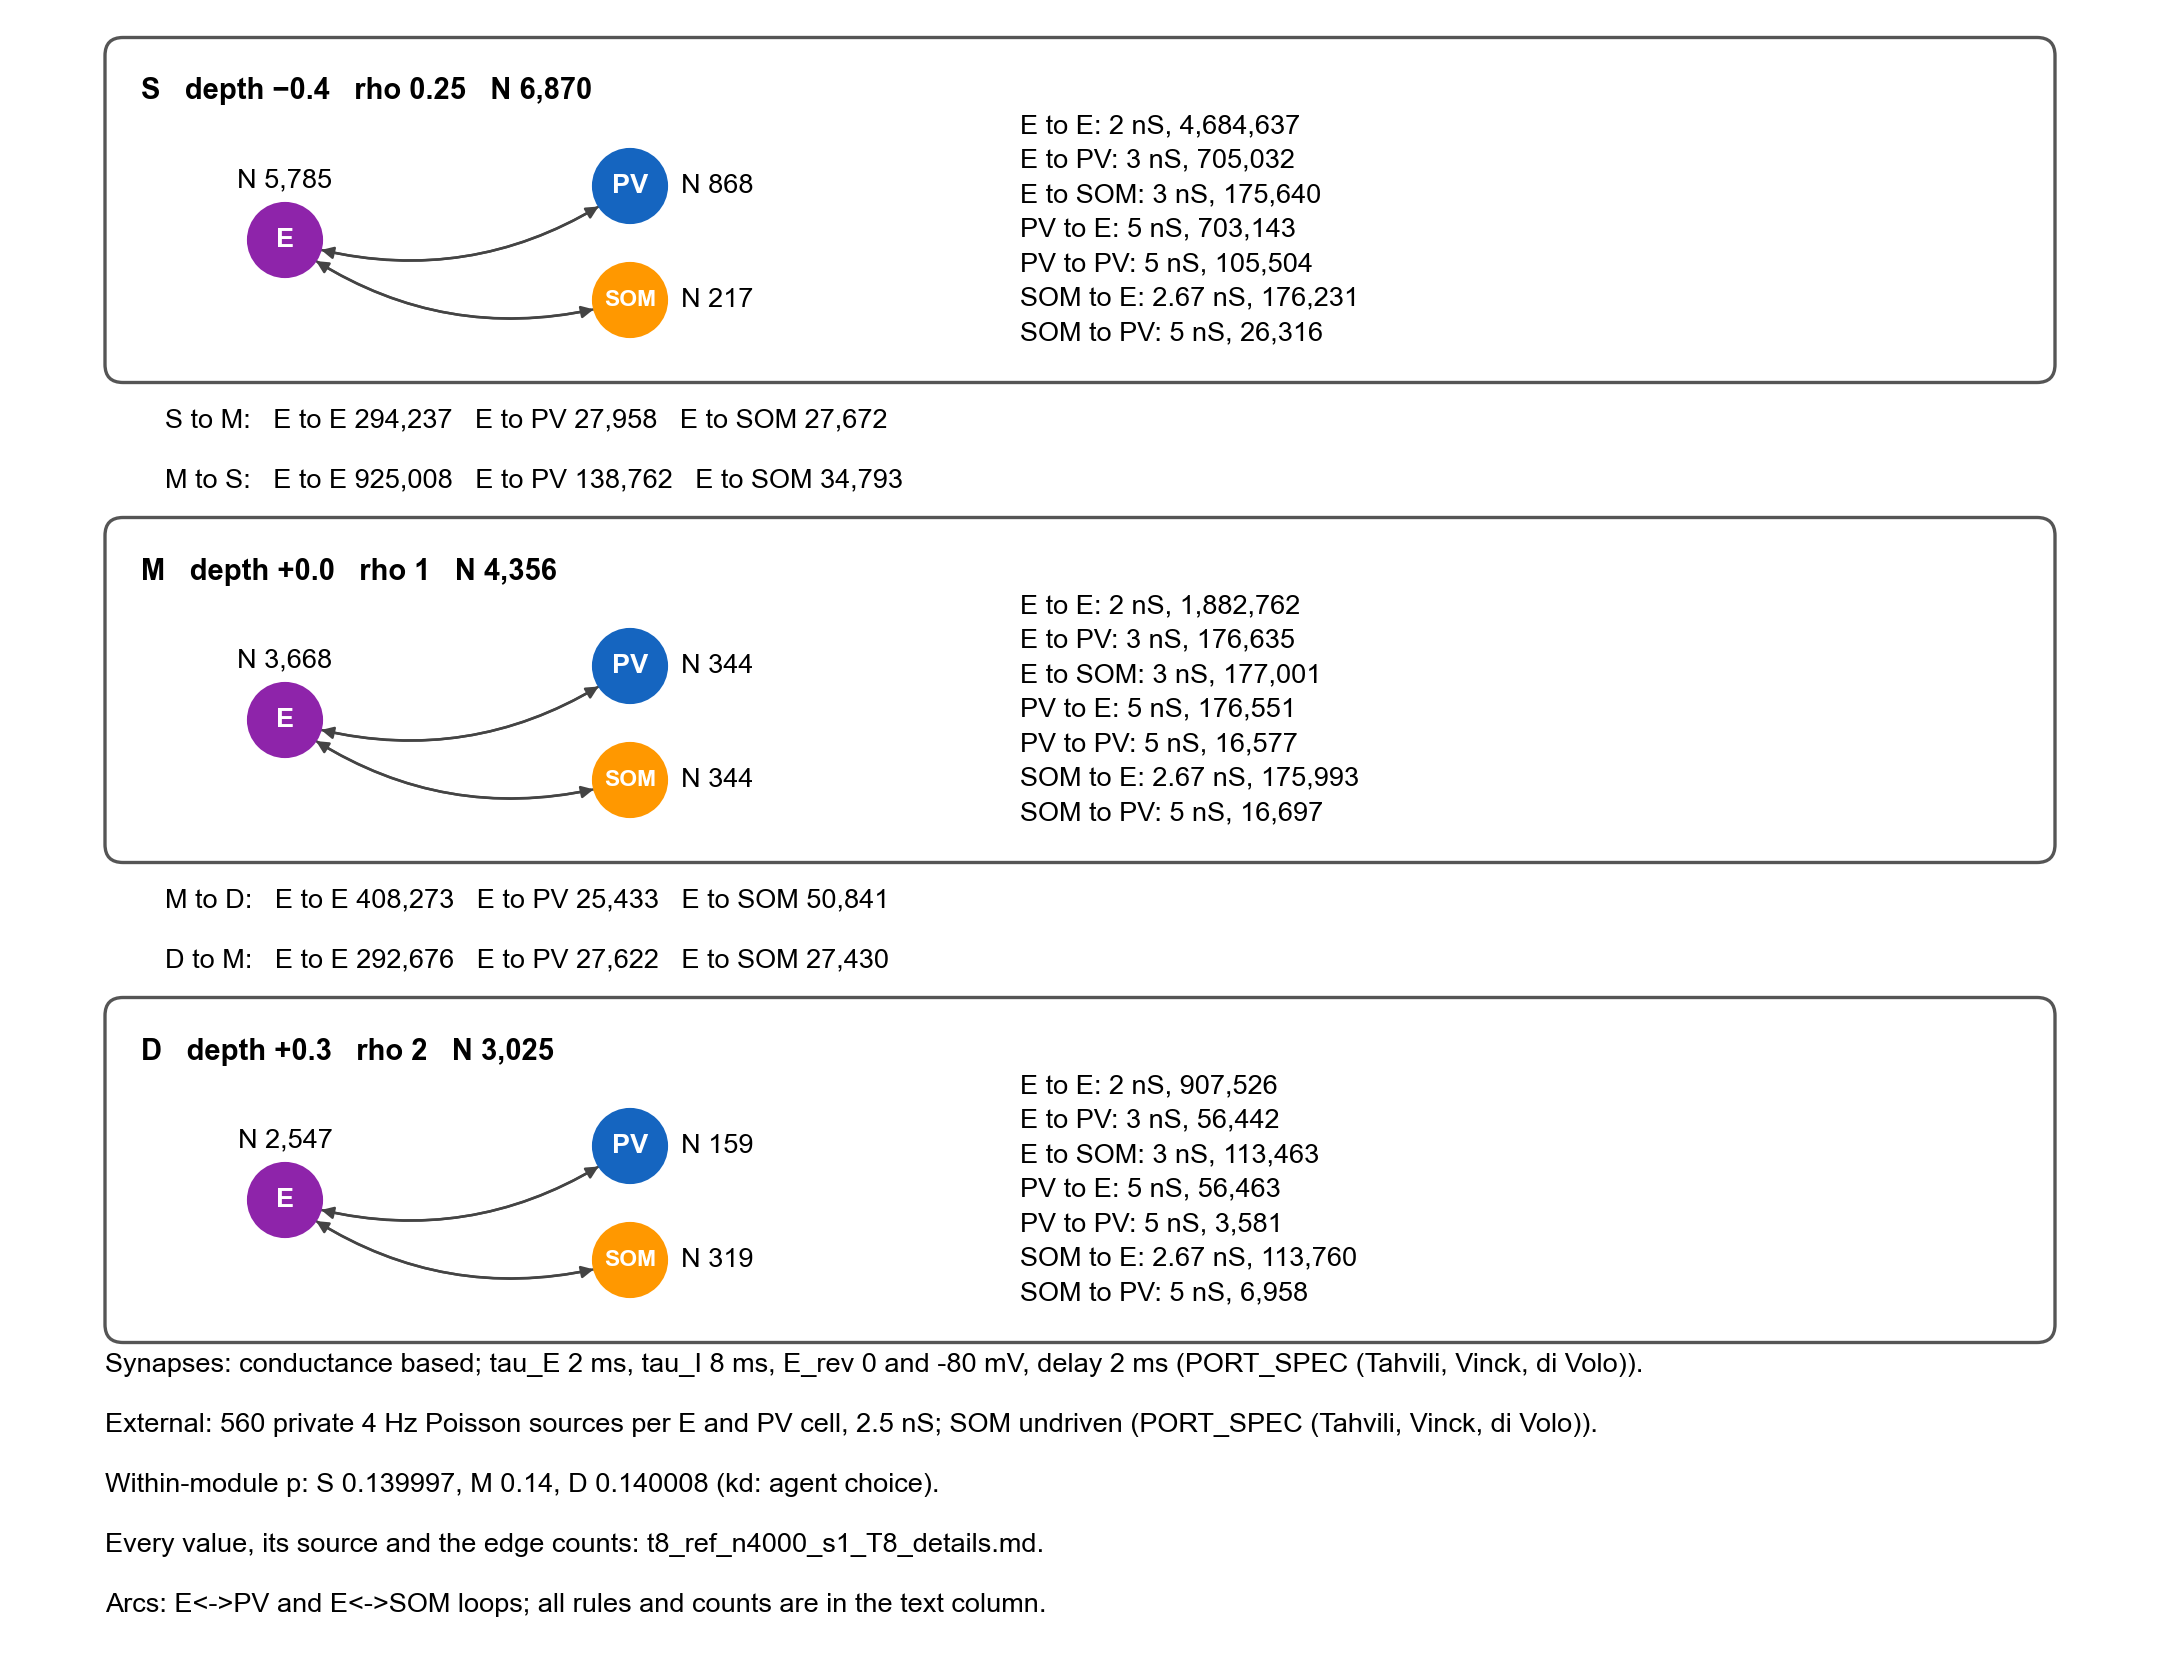 S   depth −0.4   rho 0.25   N 6,870
N 5,785
E
PV
N 868
SOM
N 217
E to E: 2 nS, 4,684,637
E to PV: 3 nS, 705,032
E to SOM: 3 nS, 175,640
PV to E: 5 nS, 703,143
PV to PV: 5 nS, 105,504
SOM to E: 2.67 nS, 176,231
SOM to PV: 5 nS, 26,316
S to M:   E to E 294,237   E to PV 27,958   E to SOM 27,672
M to S:   E to E 925,008   E to PV 138,762   E to SOM 34,793
M   depth +0.0   rho 1   N 4,356
N 3,668
E
PV
N 344
SOM
N 344
E to E: 2 nS, 1,882,762
E to PV: 3 nS, 176,635
E to SOM: 3 nS, 177,001
PV to E: 5 nS, 176,551
PV to PV: 5 nS, 16,577
SOM to E: 2.67 nS, 175,993
SOM to PV: 5 nS, 16,697
M to D:   E to E 408,273   E to PV 25,433   E to SOM 50,841
D to M:   E to E 292,676   E to PV 27,622   E to SOM 27,430
D   depth +0.3   rho 2   N 3,025
N 2,547
E
PV
N 159
SOM
N 319
E to E: 2 nS, 907,526
E to PV: 3 nS, 56,442
E to SOM: 3 nS, 113,463
PV to E: 5 nS, 56,463
PV to PV: 5 nS, 3,581
SOM to E: 2.67 nS, 113,760
SOM to PV: 5 nS, 6,958
Synapses: conductance based; tau_E 2 ms, tau_I 8 ms, E_rev 0 and -80 mV, delay 2 ms (PORT_SPEC (Tahvili, Vinck, di Volo)).
External: 560 private 4 Hz Poisson sources per E and PV cell, 2.5 nS; SOM undriven (PORT_SPEC (Tahvili, Vinck, di Volo)).
Within-module p: S 0.139997, M 0.14, D 0.140008 (kd: agent choice).
Every value, its source and the edge counts: t8_ref_n4000_s1_T8_details.md.
Arcs: E<->PV and E<->SOM loops; all rules and counts are in the text column.